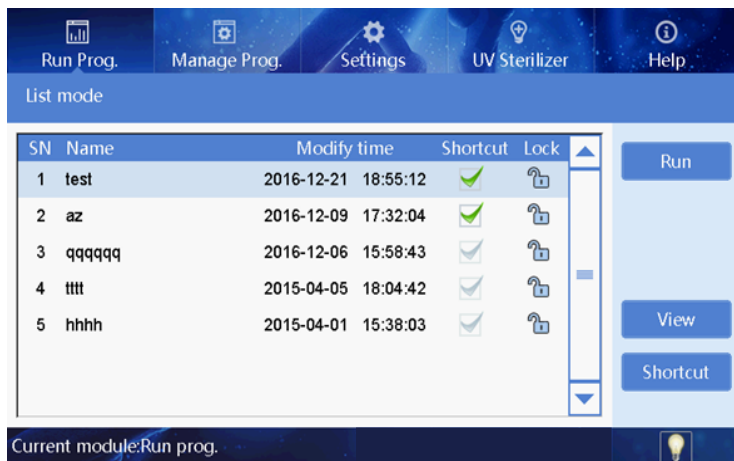 Run Prog. Manage Prog. Settings UV Sterilizer Help
List mode
SN Name Modify time Shortcut Lock
Run
1 test 2016-12-21 18:55:12
2 az 2016-12-09 17:32:04
3 qqqqqq 2016-12-06 15:58:43
4 tttt 2015-04-05 18:04:42
5 hhhh 2015-04-01 15:38:03
View
Shortcut
Current module:Run prog.